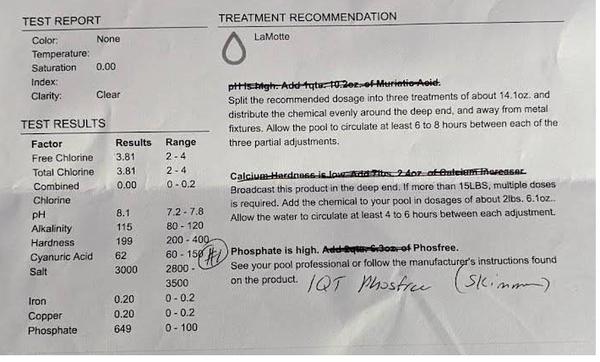 TEST REPORT
Color: None
Temperature:
Saturation Index: 0.00
Clarity: Clear
TEST RESULTS
Factor Results Range
Free Chlorine 3.81 2 - 4
Total Chlorine 3.81 2 - 4
Combined Chlorine 0.00 0 - 0.2
pH 8.1 7.2 - 7.8
Alkalinity 115 80 - 120
Hardness 199 200 - 400
Cyanuric Acid 62 60 - 150
Salt 3000 2800 - 3500
Iron 0.20 0 - 0.2
Copper 0.20 0 - 0.2
Phosphate 649 0 - 100
#1
TREATMENT RECOMMENDATION
LaMotte
pH is high. Add 1qts. 10.2oz. of Muriatic Acid.
Split the recommended dosage into three treatments of about 14.1oz. and
distribute the chemical evenly around the deep end, and away from metal
fixtures. Allow the pool to circulate at least 6 to 8 hours between each of the
three partial adjustments.
Calcium Hardness is low. Add 7lbs. 2.4oz. of Calcium Increaser.
Broadcast this product in the deep end. If more than 15LBS, multiple doses
is required. Add the chemical to your pool in dosages of about 2lbs. 6.1oz..
Allow the water to circulate at least 4 to 6 hours between each adjustment.
Phosphate is high. Add 2qts. 6.3oz. of Phosfree.
See your pool professional or follow the manufacturer's instructions found
on the product.
1QT Phosfree (Skimmer)